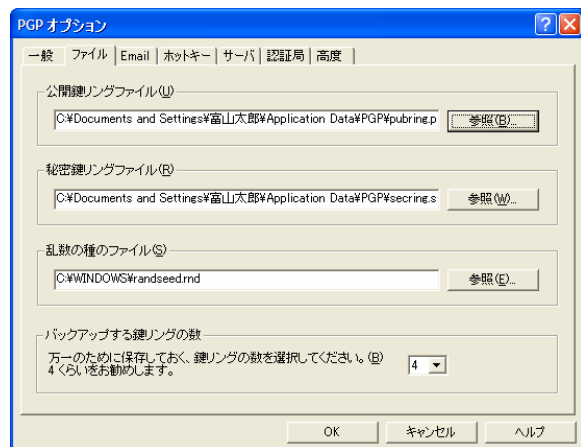 PGP オプション
一般 ファイル Email ホットキー サーバ 認証局 高度
公開鍵リングファイル(U)
C:¥Documents and Settings¥富山太郎¥Application Data¥PGP¥pubring.p 参照(B)...
秘密鍵リングファイル(R)
C:¥Documents and Settings¥富山太郎¥Application Data¥PGP¥secring.s 参照(W)...
乱数の種のファイル(S)
C:¥WINDOWS¥randseed.rnd 参照(E)...
バックアップする鍵リングの数
万一のために保存しておく、鍵リングの数を選択してください。(B)
4くらいをお勧めします。 4
OK キャンセル ヘルプ